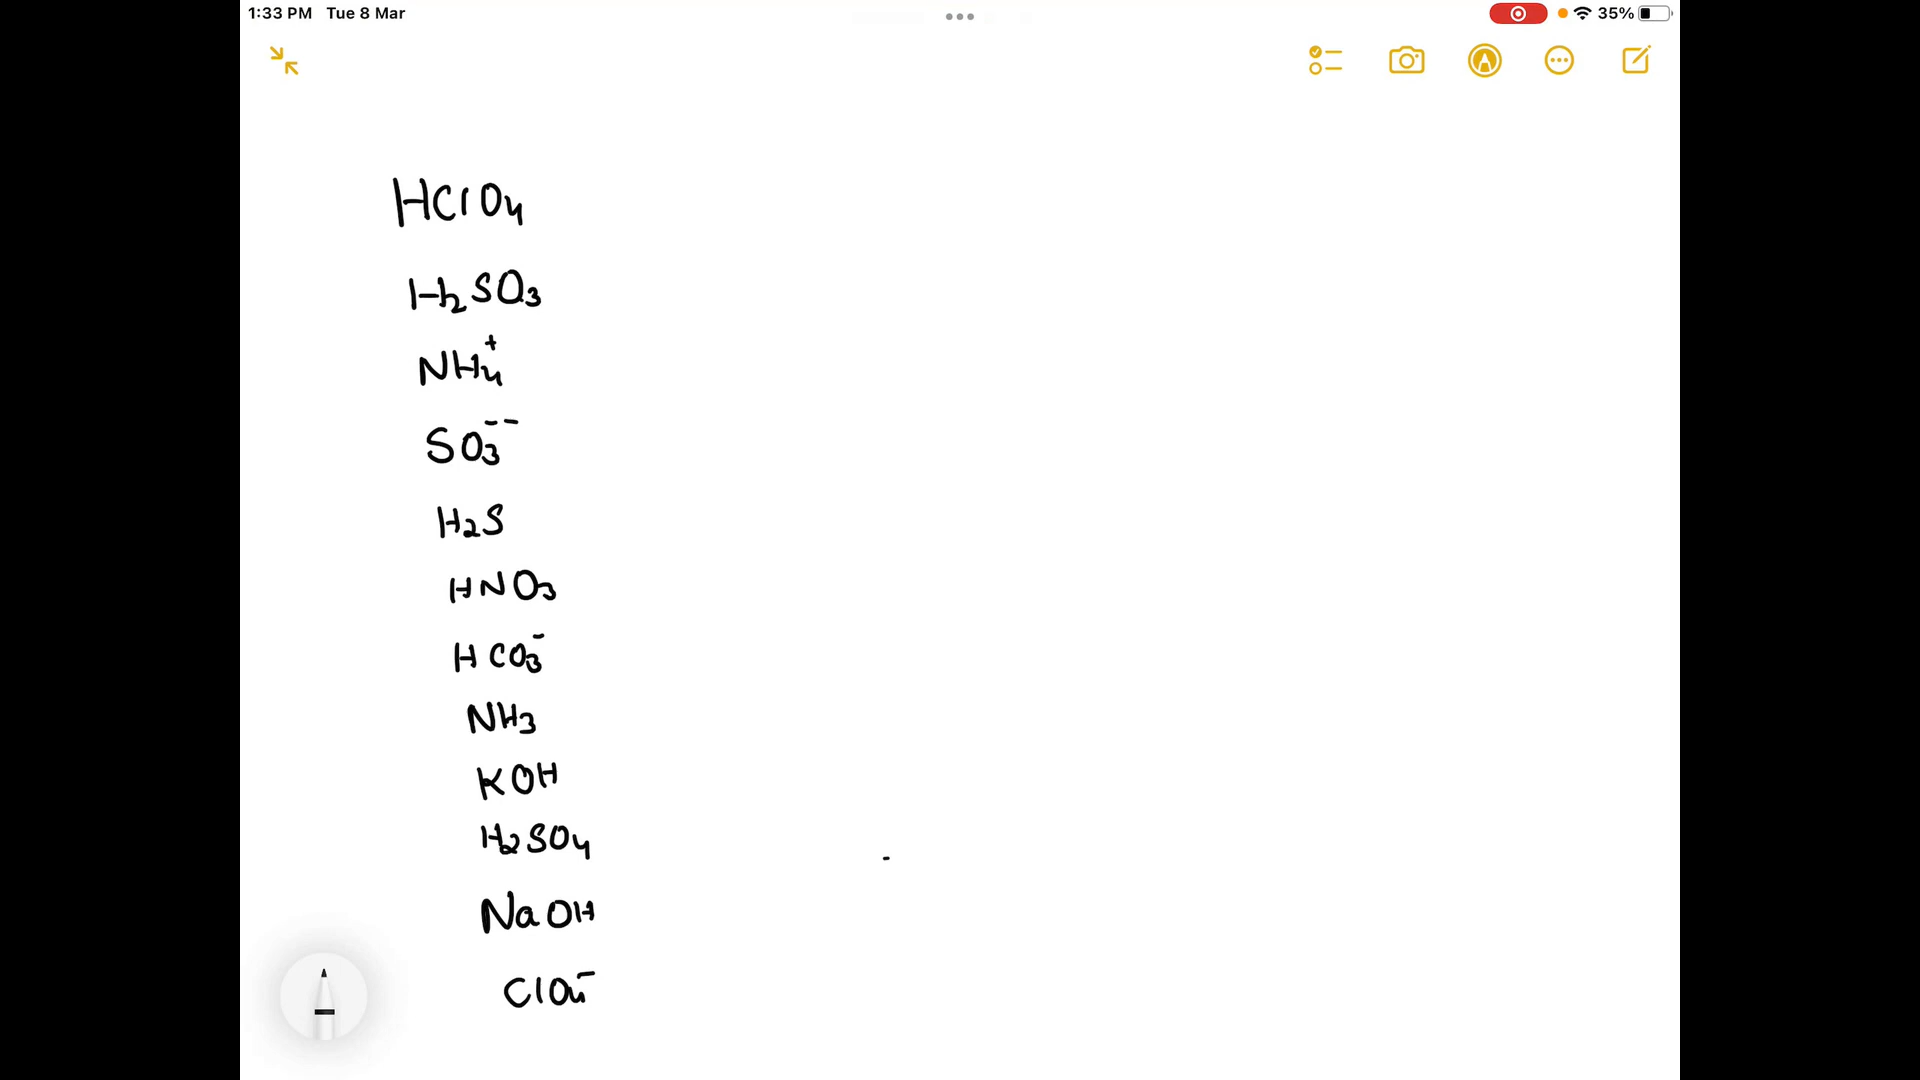 1:33 PM Tue 8 Mar 35%
HClO4
H2SO3
NH4+
SO3--
H2S
HNO3
HCO3-
NH3
KOH
H2SO4
NaOH
ClO4-